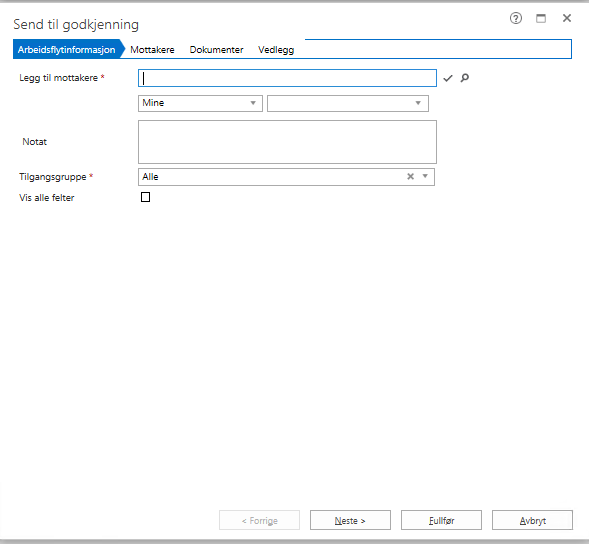 Send til godkjenning
Arbeidsflytinformasjon Mottakere Dokumenter Vedlegg
Legg til mottakere *
Mine
Notat
Tilgangsgruppe * Alle
Vis alle felter
< Forrige Neste > Fullfør Avbryt